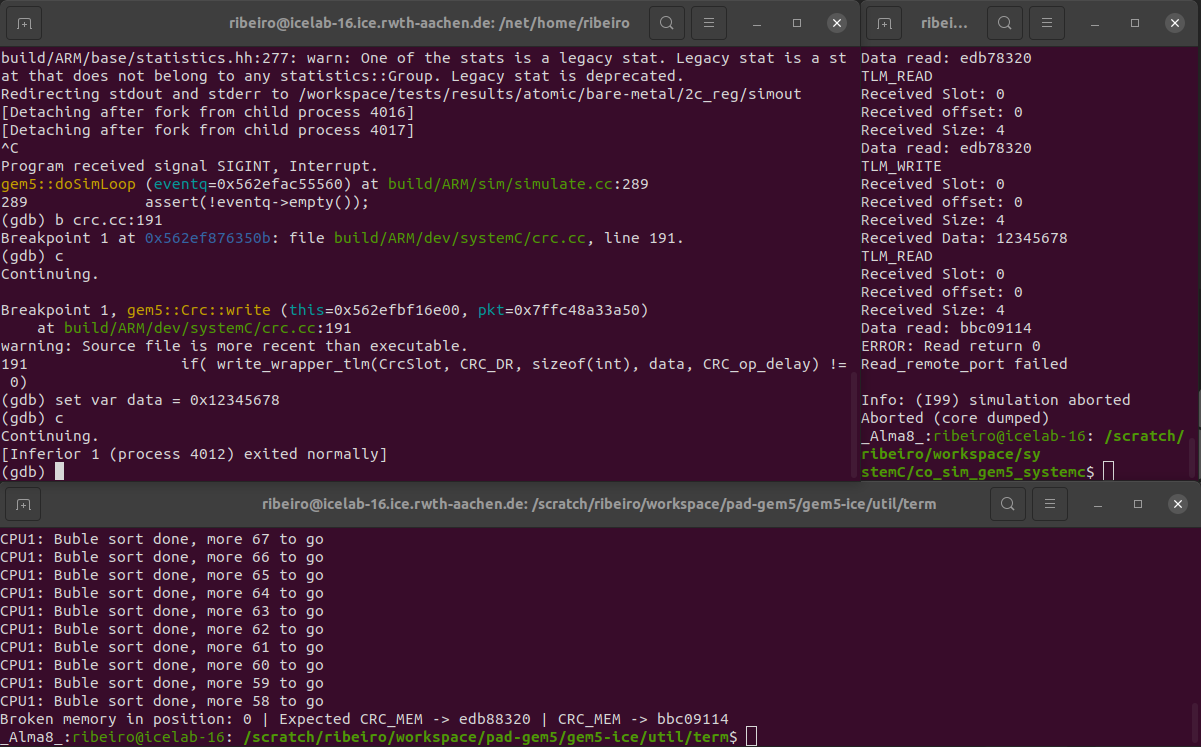 ribeiro@icelab-16.ice.rwth-aachen.de: /net/home/ribeiro
build/ARM/base/statistics.hh:277: warn: One of the stats is a legacy stat. Legacy stat is a st
at that does not belong to any statistics::Group. Legacy stat is deprecated.
Redirecting stdout and stderr to /workspace/tests/results/atomic/bare-metal/2c_reg/simout
[Detaching after fork from child process 4016]
[Detaching after fork from child process 4017]
^C
Program received signal SIGINT, Interrupt.
gem5::doSimLoop (eventq=0x562efac55560) at build/ARM/sim/simulate.cc:289
289             assert(!eventq->empty());
(gdb) b crc.cc:191
Breakpoint 1 at 0x562ef876350b: file build/ARM/dev/systemC/crc.cc, line 191.
(gdb) c
Continuing.
Breakpoint 1, gem5::Crc::write (this=0x562efbf16e00, pkt=0x7ffc48a33a50)
    at build/ARM/dev/systemC/crc.cc:191
warning: Source file is more recent than executable.
191                 if( write_wrapper_tlm(CrcSlot, CRC_DR, sizeof(int), data, CRC_op_delay) !=
 0)
(gdb) set var data = 0x12345678
(gdb) c
Continuing.
[Inferior 1 (process 4012) exited normally]
(gdb)
ribei...
Data read: edb78320
TLM_READ
Received Slot: 0
Received offset: 0
Received Size: 4
Data read: edb78320
TLM_WRITE
Received Slot: 0
Received offset: 0
Received Size: 4
Received Data: 12345678
TLM_READ
Received Slot: 0
Received offset: 0
Received Size: 4
Data read: bbc09114
ERROR: Read return 0
Read_remote_port failed
Info: (I99) simulation aborted
Aborted (core dumped)
_Alma8_:ribeiro@icelab-16: /scratch/
ribeiro/workspace/sy
stemC/co_sim_gem5_systemc$
ribeiro@icelab-16.ice.rwth-aachen.de: /scratch/ribeiro/workspace/pad-gem5/gem5-ice/util/term
CPU1: Buble sort done, more 67 to go
CPU1: Buble sort done, more 66 to go
CPU1: Buble sort done, more 65 to go
CPU1: Buble sort done, more 64 to go
CPU1: Buble sort done, more 63 to go
CPU1: Buble sort done, more 62 to go
CPU1: Buble sort done, more 61 to go
CPU1: Buble sort done, more 60 to go
CPU1: Buble sort done, more 59 to go
CPU1: Buble sort done, more 58 to go
Broken memory in position: 0 | Expected CRC_MEM -> edb88320 | CRC_MEM -> bbc09114
_Alma8_:ribeiro@icelab-16: /scratch/ribeiro/workspace/pad-gem5/gem5-ice/util/term$